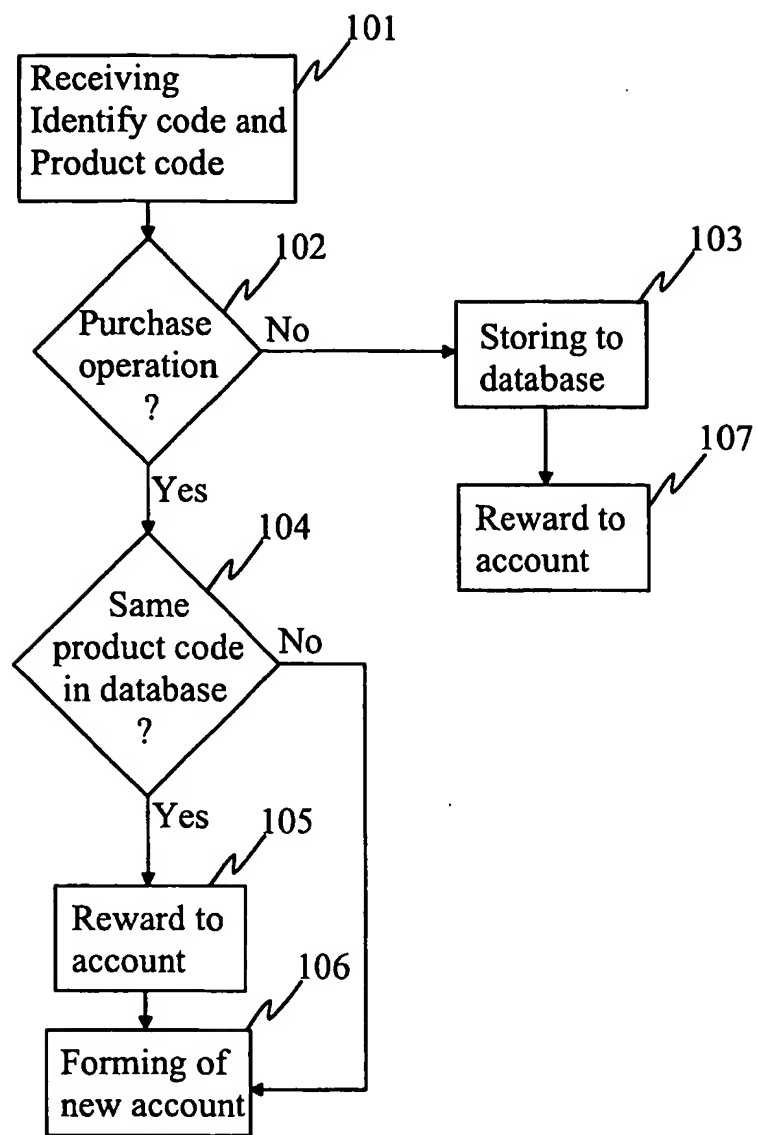 101
Receiving
Identify code and
Product code
102
Purchase
operation
?
No
103
Storing to
database
107
Reward to
account
Yes
104
Same
product code
in database
?
No
Yes
105
Reward to
account
106
Forming of
new account